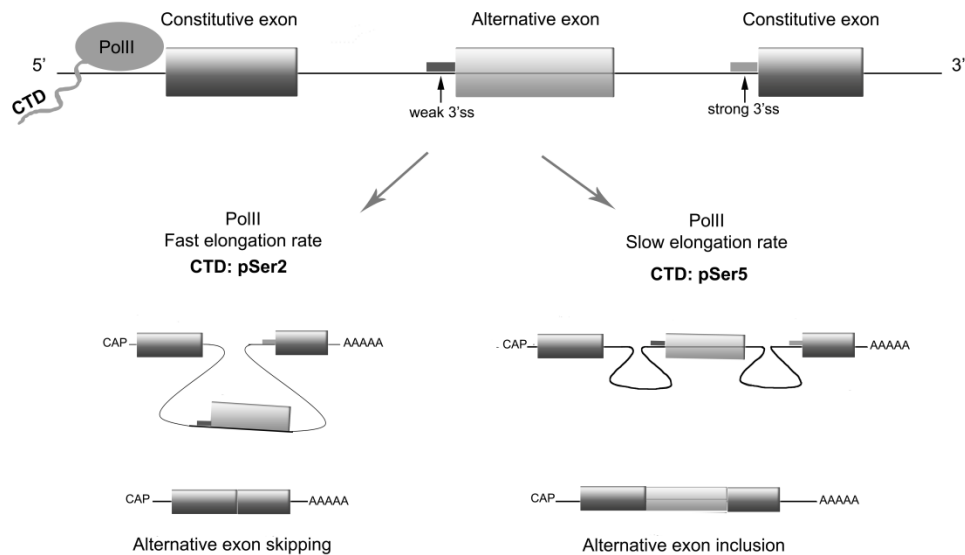 Constitutive exon
Alternative exon
Constitutive exon
PolII
5’
3’
CTD
weak 3’ss
strong 3’ss
PolII
Fast elongation rate
CTD: pSer2
PolII
Slow elongation rate
CTD: pSer5
CAP
AAAAA
CAP
AAAAA
CAP
AAAAA
CAP
AAAAA
Alternative exon skipping
Alternative exon inclusion